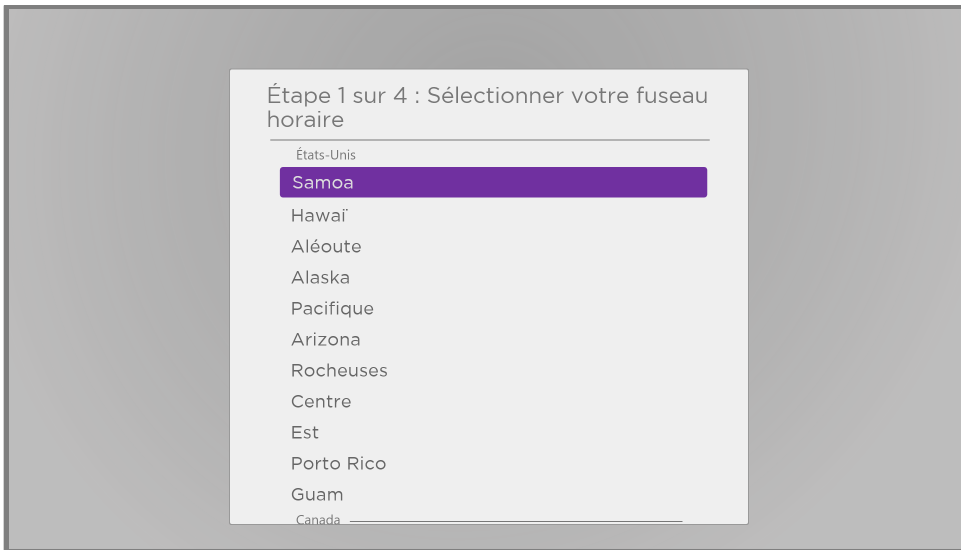 Étape 1 sur 4 : Sélectionner votre fuseau
horaire
États-Unis
Samoa
Hawaï
Aléoute
Alaska
Pacifique
Arizona
Rocheuses
Centre
Est
Porto Rico
Guam
Canada